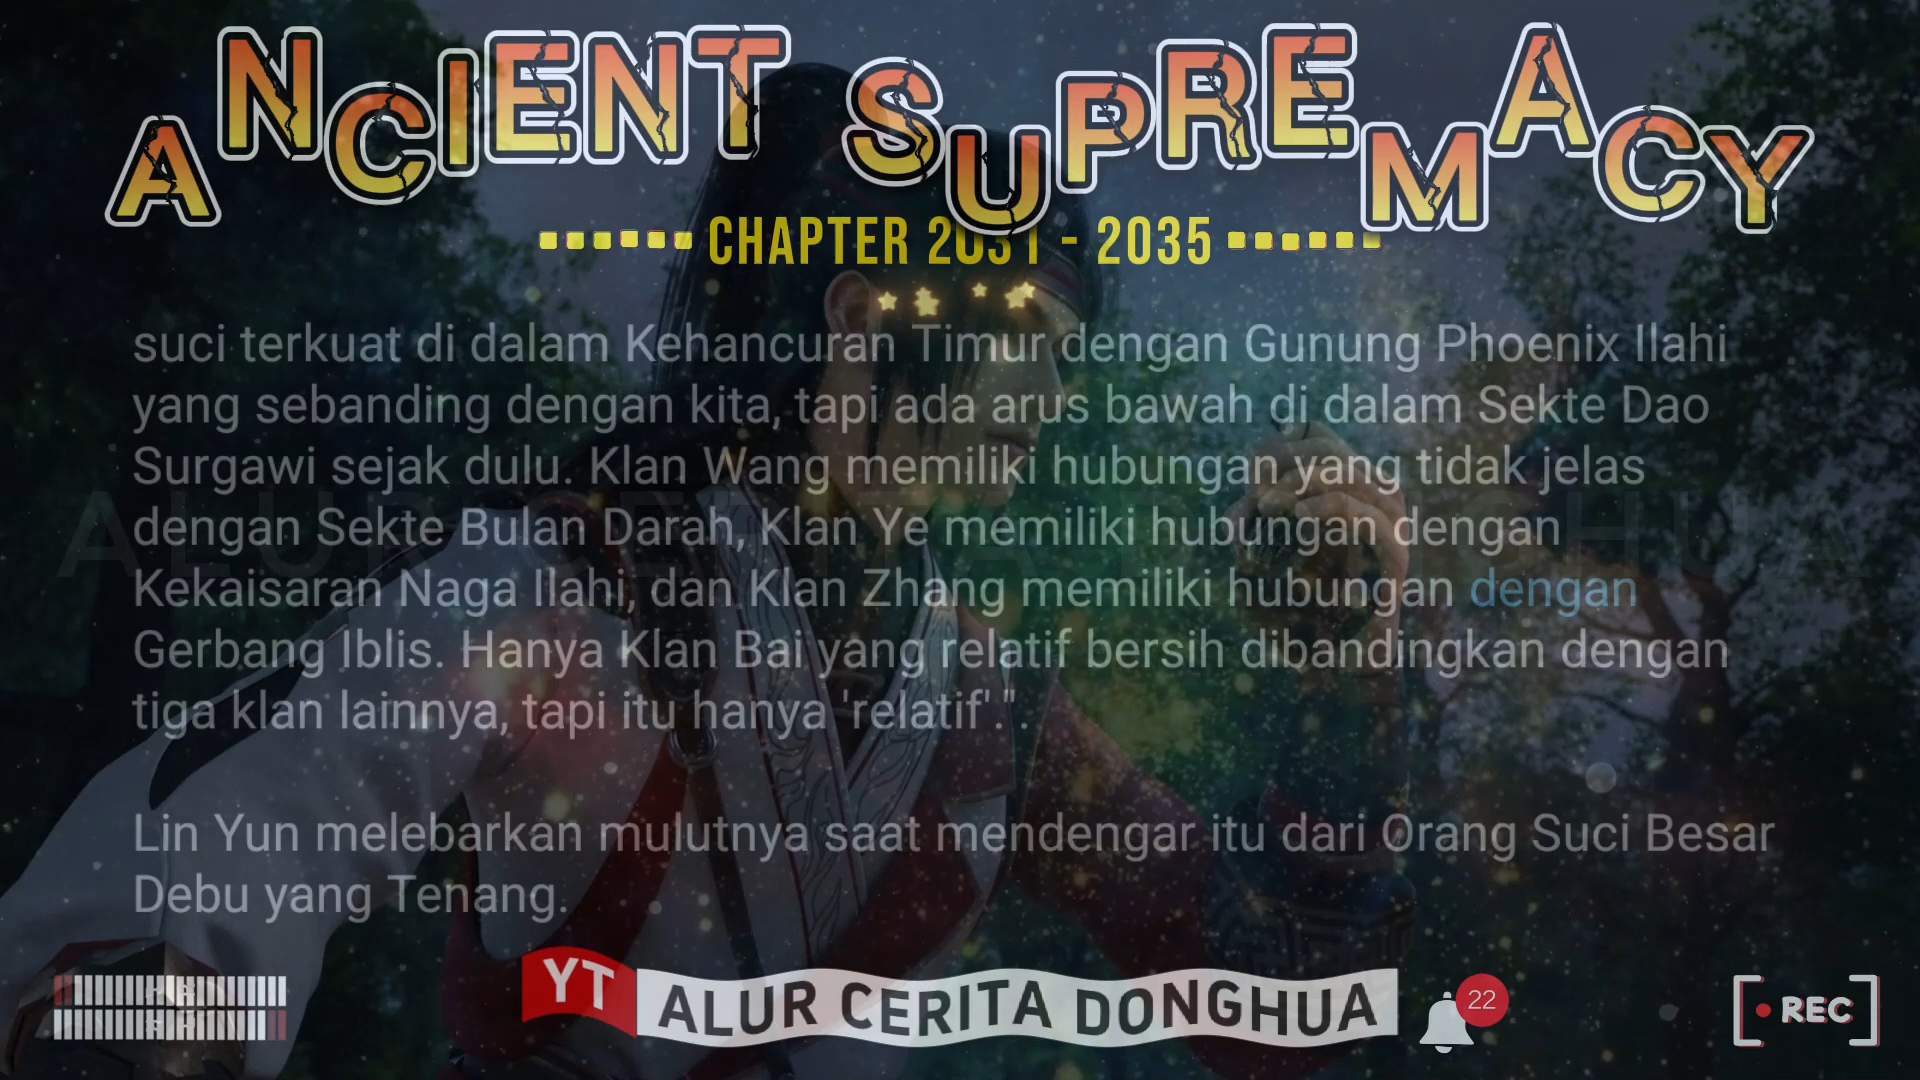 ANCIENT SUPREMACY
CHAPTER 2031 - 2035
suci terkuat di dalam Kehancuran Timur dengan Gunung Phoenix Ilahi
yang sebanding dengan kita, tapi ada arus bawah di dalam Sekte Dao
Surgawi sejak dulu. Klan Wang memiliki hubungan yang tidak jelas
dengan Sekte Bulan Darah, Klan Ye memiliki hubungan dengan
Kekaisaran Naga Ilahi, dan Klan Zhang memiliki hubungan dengan
Gerbang Iblis. Hanya Klan Bai yang relatif bersih dibandingkan dengan
tiga klan lainnya, tapi itu hanya 'relatif'.".
Lin Yun melebarkan mulutnya saat mendengar itu dari Orang Suci Besar
Debu yang Tenang.
YT ALUR CERITA DONGHUA
22
REC